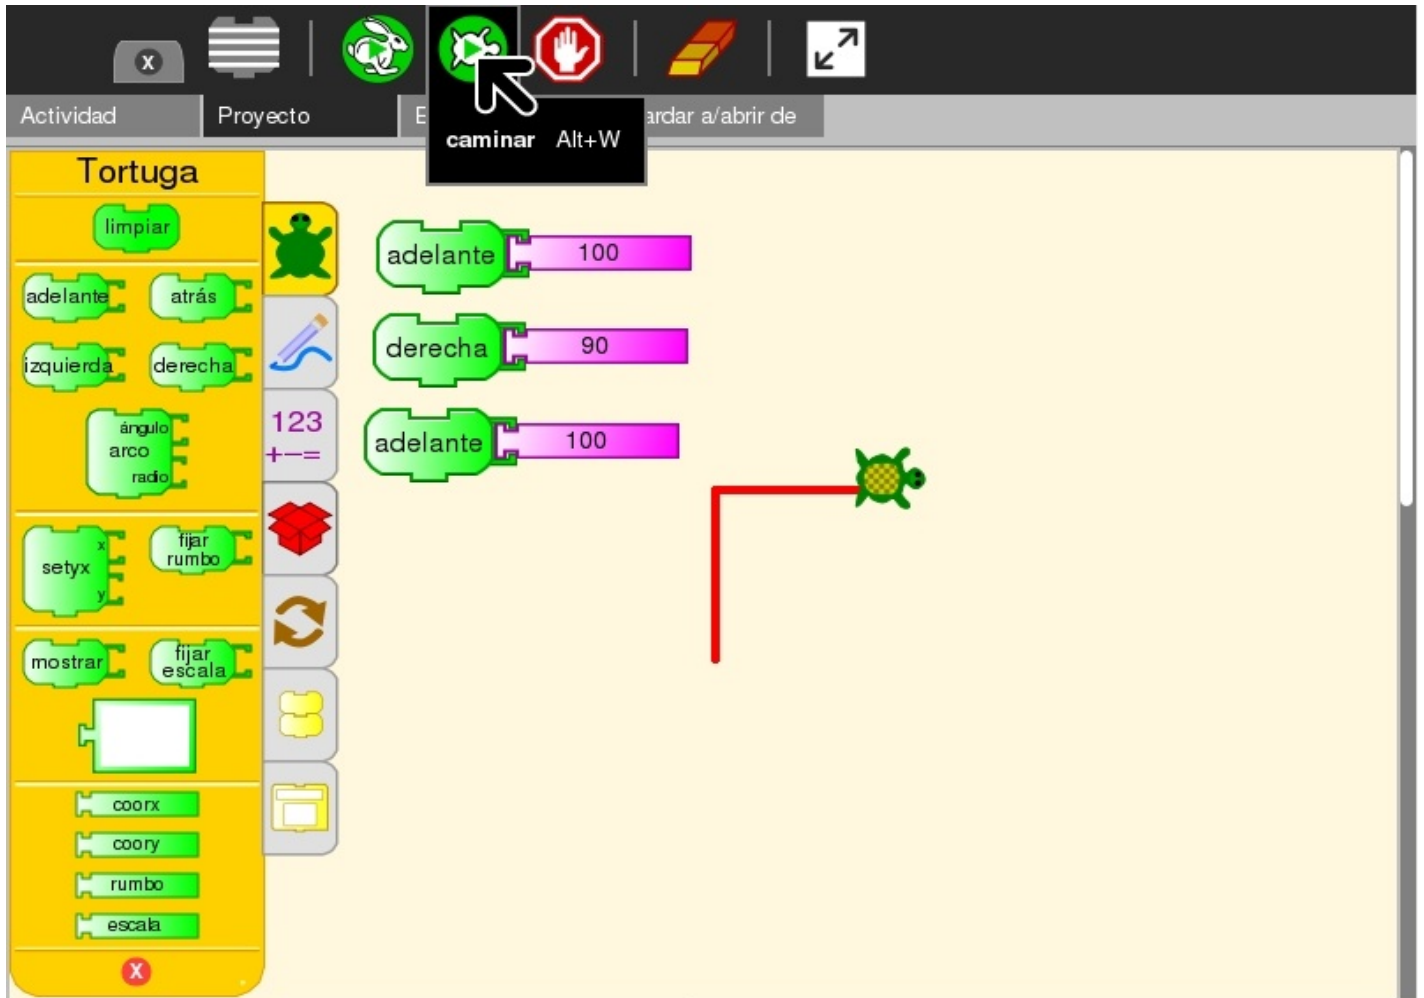 X
Actividad
Proyecto
E
ardar a/abrir de
caminar Alt+W
Tortuga
limpiar
adelante atrás
izquierda derecha
ángulo
arco
radio
x
setyx
y
fijar
rumbo
mostrar
fijar
escala
coorx
coory
rumbo
escala
X
123
+−=
adelante 100
derecha 90
adelante 100